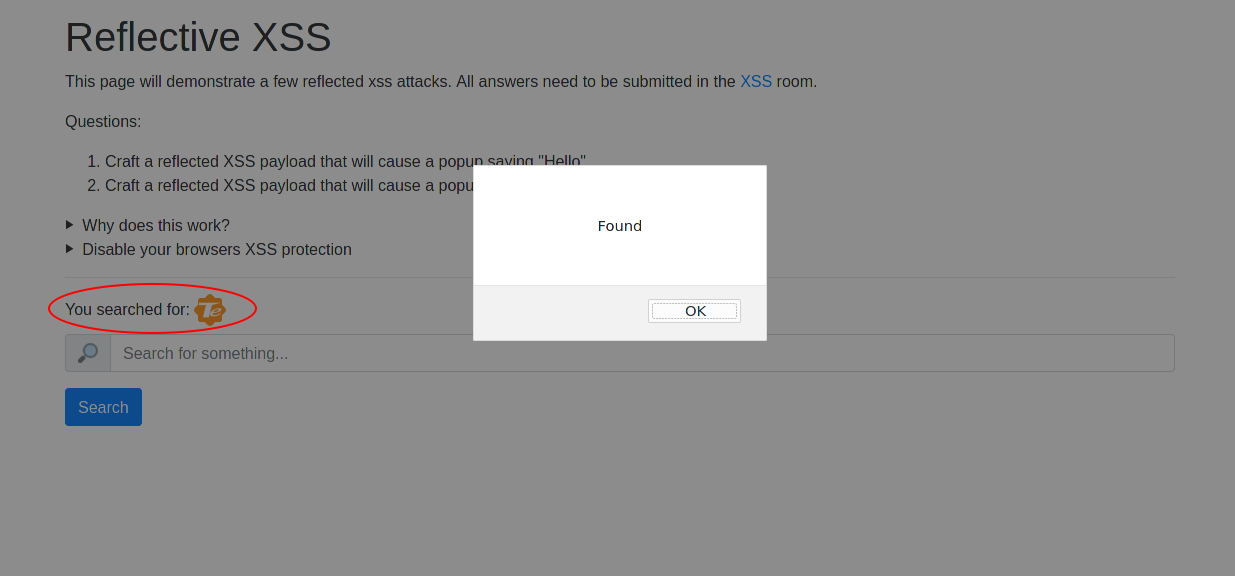 Reflective XSS
This page will demonstrate a few reflected xss attacks. All answers need to be submitted in the XSS room.
Questions:
1. Craft a reflected XSS payload that will cause a popup saying "Hello"
2. Craft a reflected XSS payload that will cause a popu
Found
▸ Why does this work?
▸ Disable your browsers XSS protection
OK
You searched for: Te
Search for something...
Search